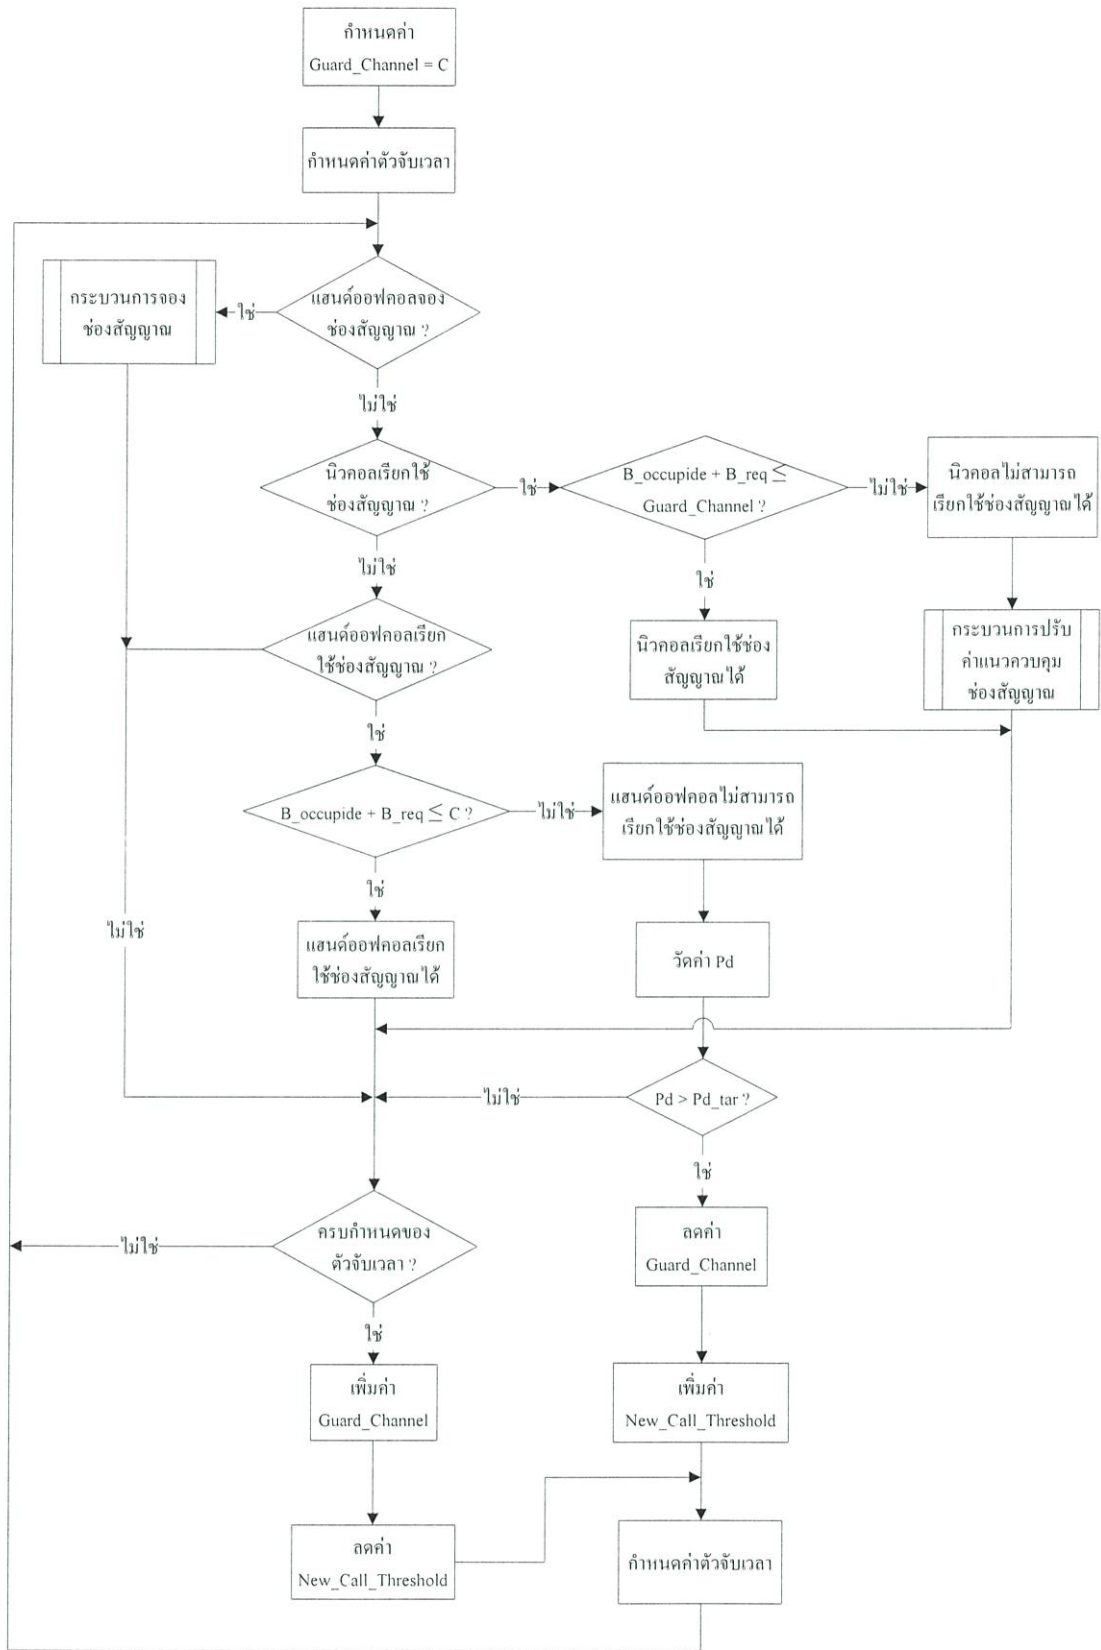 กำหนดค่า
Guard_Channel = C
กำหนดค่าตัวจับเวลา
กระบวนการจอง
ช่องสัญญาณ
ใช่
แฮนด์ออฟคอลจอง
ช่องสัญญาณ ?
ไม่ใช่
นิวคอลเรียกใช้
ช่องสัญญาณ ?
ใช่
B_occupide + B_req ≤
Guard_Channel ?
ไม่ใช่
นิวคอลไม่สามารถ
เรียกใช้ช่องสัญญาณได้
ไม่ใช่
ใช่
แฮนด์ออฟคอลเรียก
ใช้ช่องสัญญาณ ?
นิวคอลเรียกใช้ช่อง
สัญญาณได้
กระบวนการปรับ
ค่าแนวควบคุม
ช่องสัญญาณ
ใช่
B_occupide + B_req ≤ C ?
ไม่ใช่
แฮนด์ออฟคอลไม่สามารถ
เรียกใช้ช่องสัญญาณได้
ใช่
ไม่ใช่
แฮนด์ออฟคอลเรียก
ใช้ช่องสัญญาณได้
วัดค่า Pd
ไม่ใช่
Pd > Pd_tar ?
ใช่
ไม่ใช่
ครบกำหนดของ
ตัวจับเวลา ?
ลดค่า
Guard_Channel
ใช่
เพิ่มค่า
Guard_Channel
เพิ่มค่า
New_Call_Threshold
ลดค่า
New_Call_Threshold
กำหนดค่าตัวจับเวลา